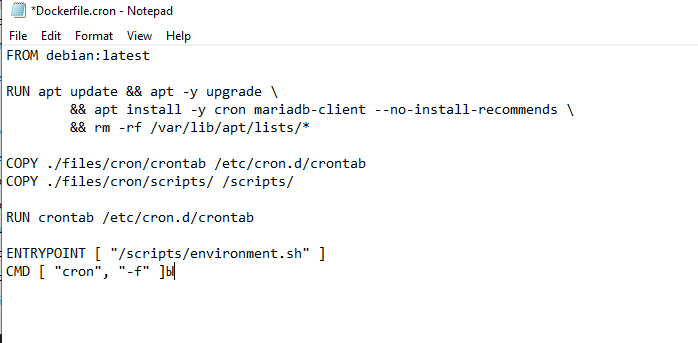 *Dockerfile.cron - Notepad
File Edit Format View Help
FROM debian:latest
RUN apt update && apt -y upgrade \
&& apt install -y cron mariadb-client --no-install-recommends \
&& rm -rf /var/lib/apt/lists/*
COPY ./files/cron/crontab /etc/cron.d/crontab
COPY ./files/cron/scripts/ /scripts/
RUN crontab /etc/cron.d/crontab
ENTRYPOINT [ "/scripts/environment.sh" ]
CMD [ "cron", "-f" ]ы